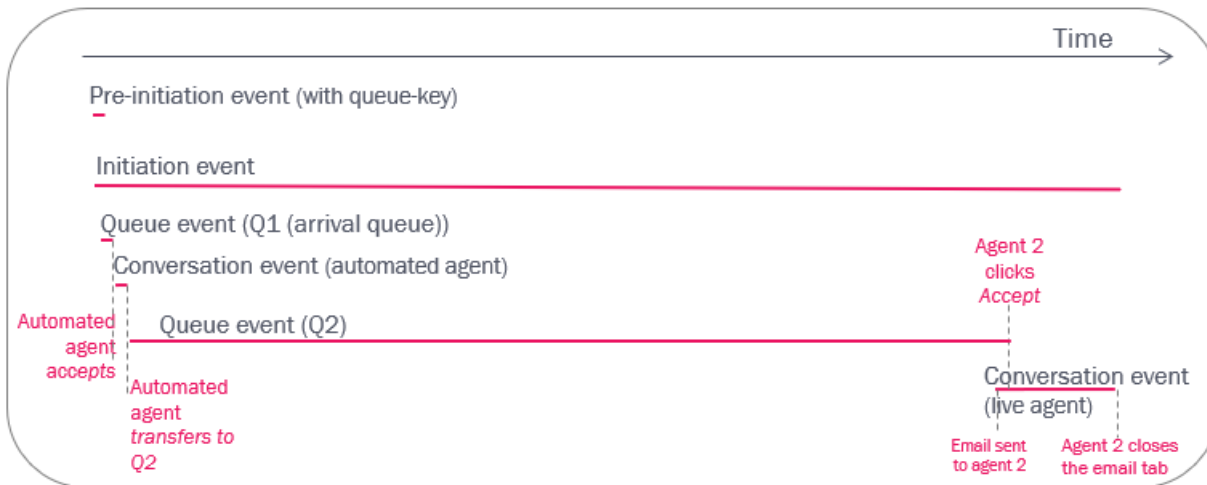 Time
Pre-initiation event (with queue-key)
Initiation event
Queue event (Q1 (arrival queue))
Conversation event (automated agent)
Agent 2
clicks
Accept
Automated
agent
accepts
Queue event (Q2)
Automated
agent
transfers to
Q2
Conversation event
(live agent)
Email sent
to agent 2
Agent 2 closes
the email tab